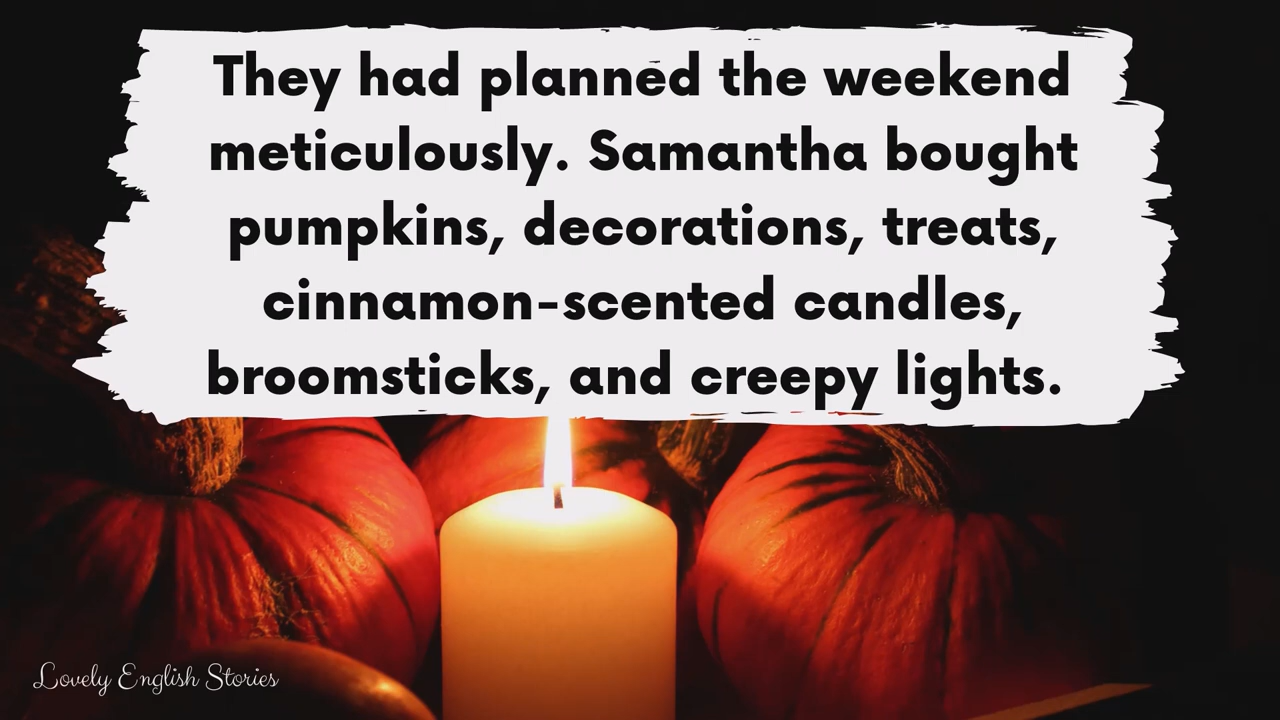 They had planned the weekend
meticulously. Samantha bought
pumpkins, decorations, treats,
cinnamon-scented candles,
broomsticks, and creepy lights.
Lovely English Stories